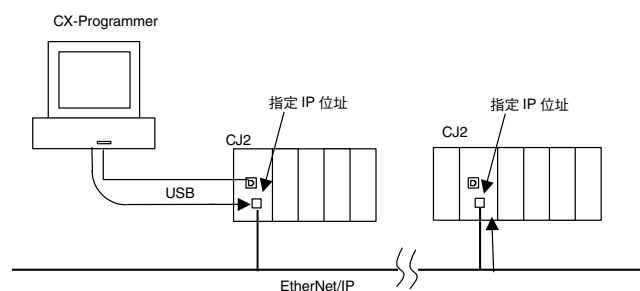 CX-Programmer
指定 IP 位址
指定 IP 位址
CJ2
CJ2
USB
EtherNet/IP